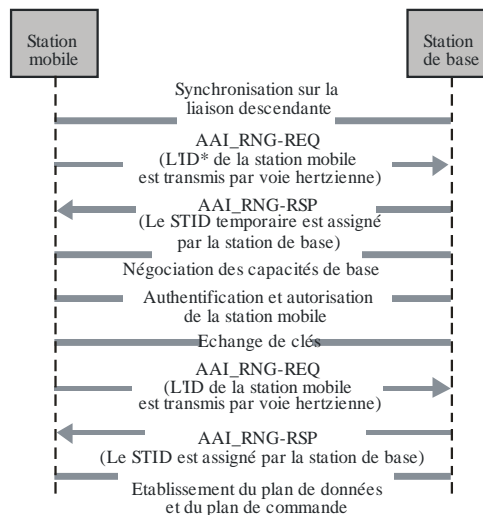 Station
mobile
Station
de base
Synchronisation sur la
liaison descendante
AAI_RNG-REQ
(L'ID* de la station mobile
est transmis par voie hertzienne)
AAI_RNG-RSP
(Le STID temporaire est assigné
par la station de base)
Négociation des capacités de base
Authentification et autorisation
de la station mobile
Echange de clés
AAI_RNG-REQ
(L'ID de la station mobile
est transmis par voie hertzienne)
AAI_RNG-RSP
(Le STID est assigné par la station de base)
Etablissement du plan de données
et du plan de commande